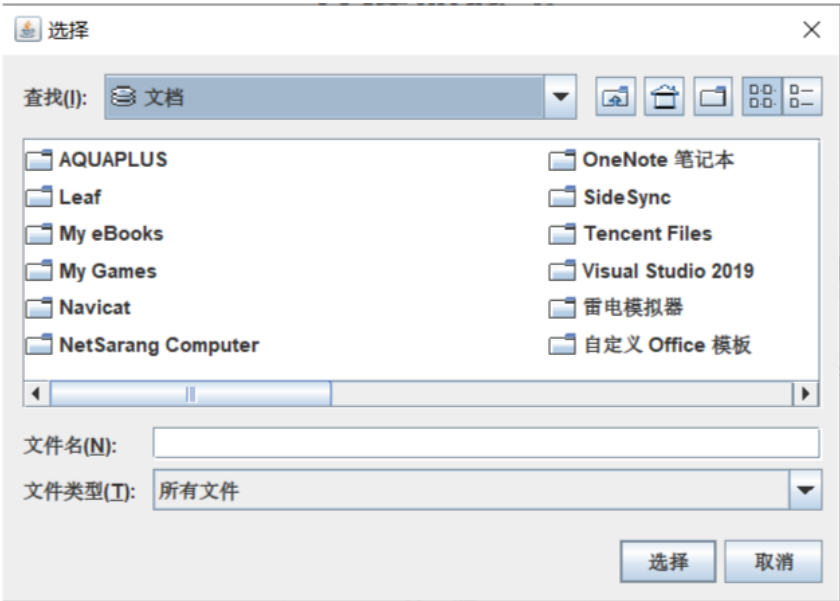 选择
查找(I): 文档
AQUAPLUS
Leaf
My eBooks
My Games
Navicat
NetSarang Computer
OneNote 笔记本
SideSync
Tencent Files
Visual Studio 2019
雷电模拟器
自定义 Office 模板
文件名(N):
文件类型(T): 所有文件
选择 取消